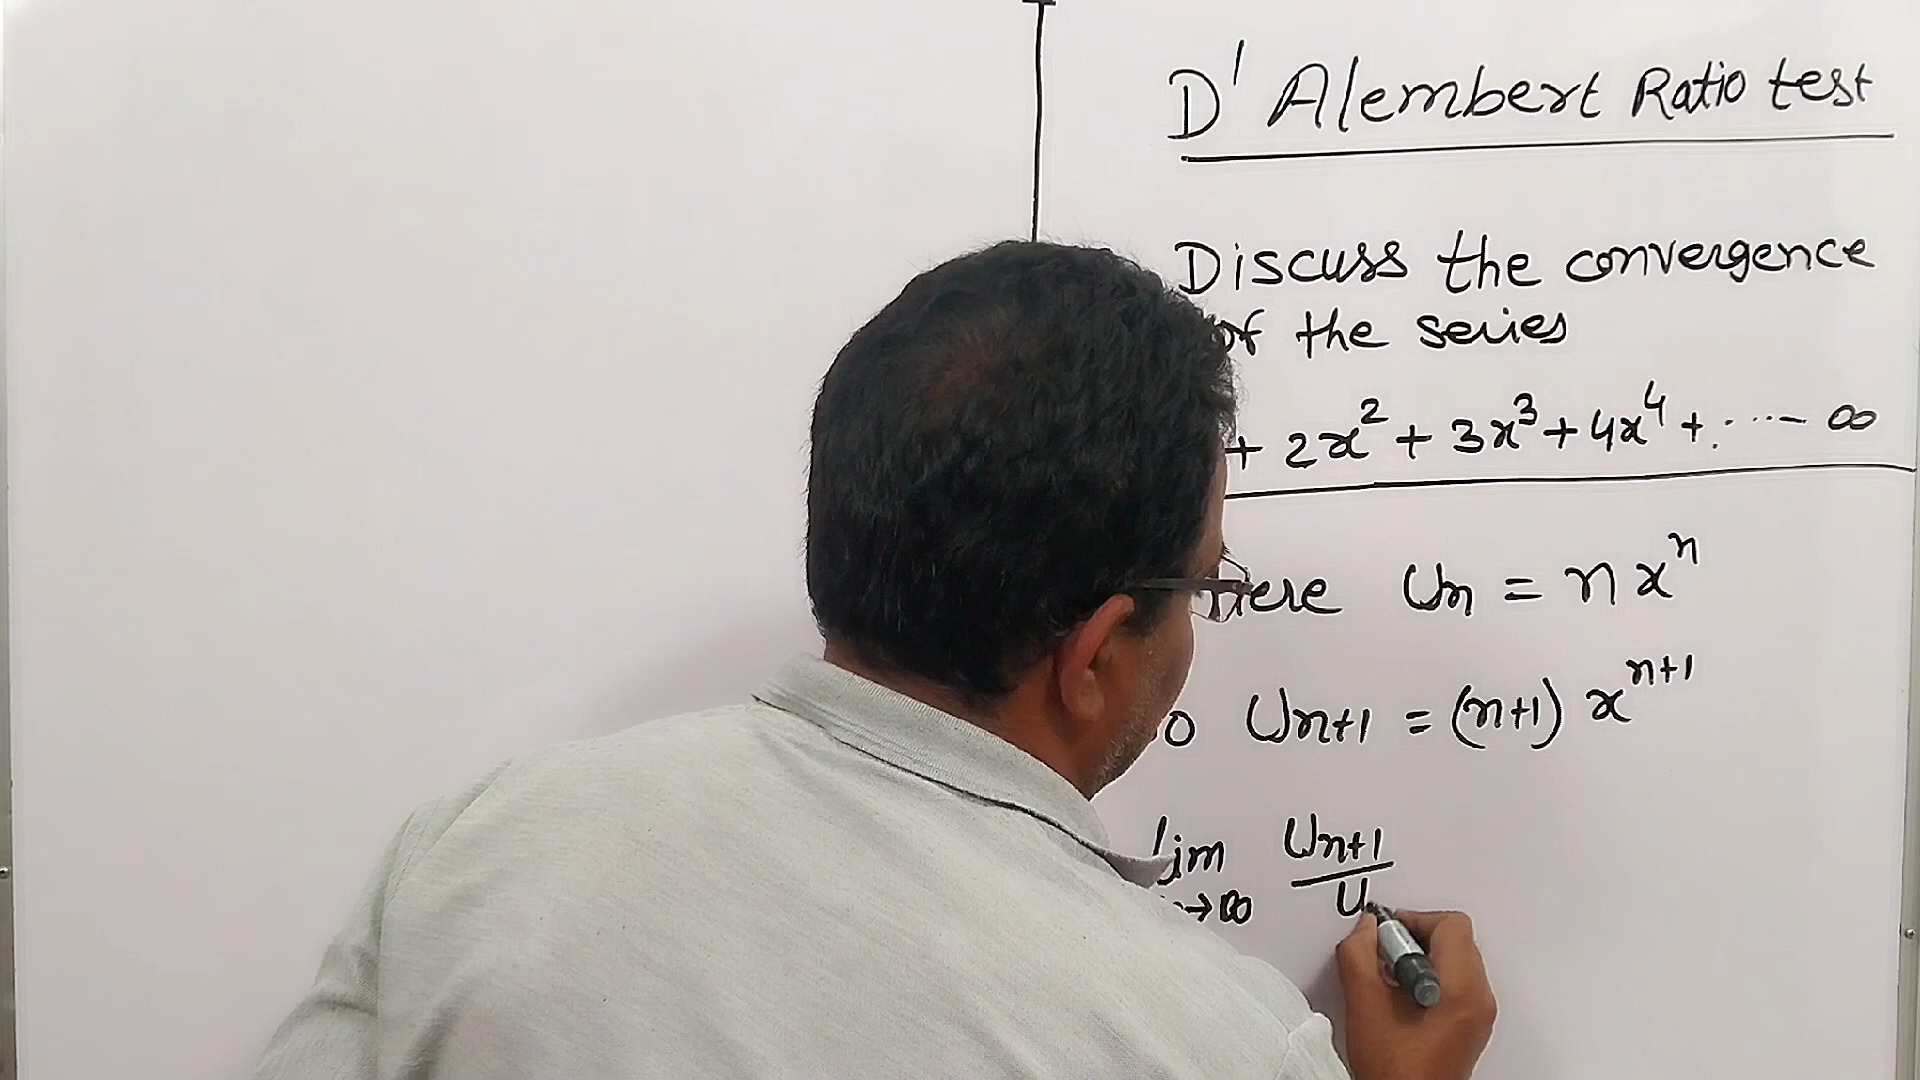 D' Alembert Ratio test
Discuss the convergence
of the series
+ 2x² + 3x³ + 4x⁴ + ..... ∞
Un = n xⁿ
Un+1 = (n+1) xⁿ⁺¹
lim Un+1
→∞ U